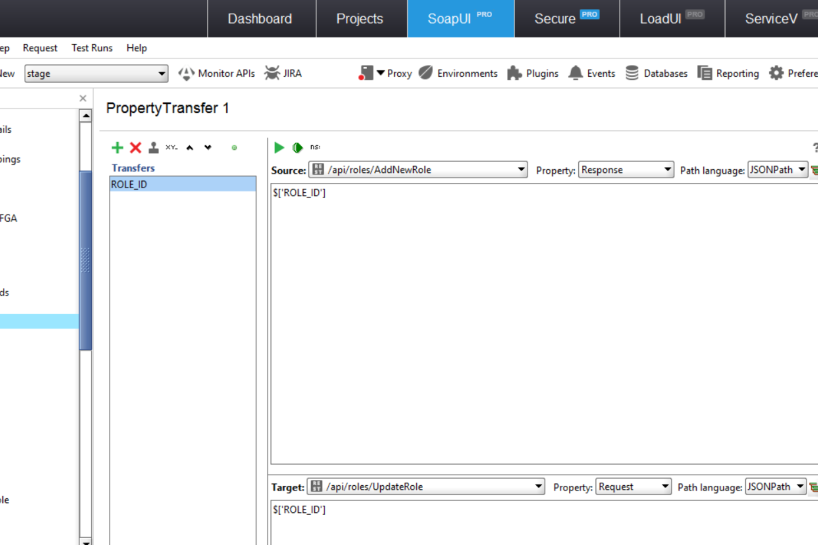 Dashboard Projects SoapUI PRO Secure PRO LoadUI PRO ServiceV PRO
ep Request Test Runs Help
New stage Monitor APIs JIRA Proxy Environments Plugins Events Databases Reporting Prefere
PropertyTransfer 1
ails
pings
FGA
ds
ole
Transfers
ROLE_ID
ns:
Source: /api/roles/AddNewRole Property: Response Path language: JSONPath
$['ROLE_ID']
Target: /api/roles/UpdateRole Property: Request Path language: JSONPath
$['ROLE_ID']